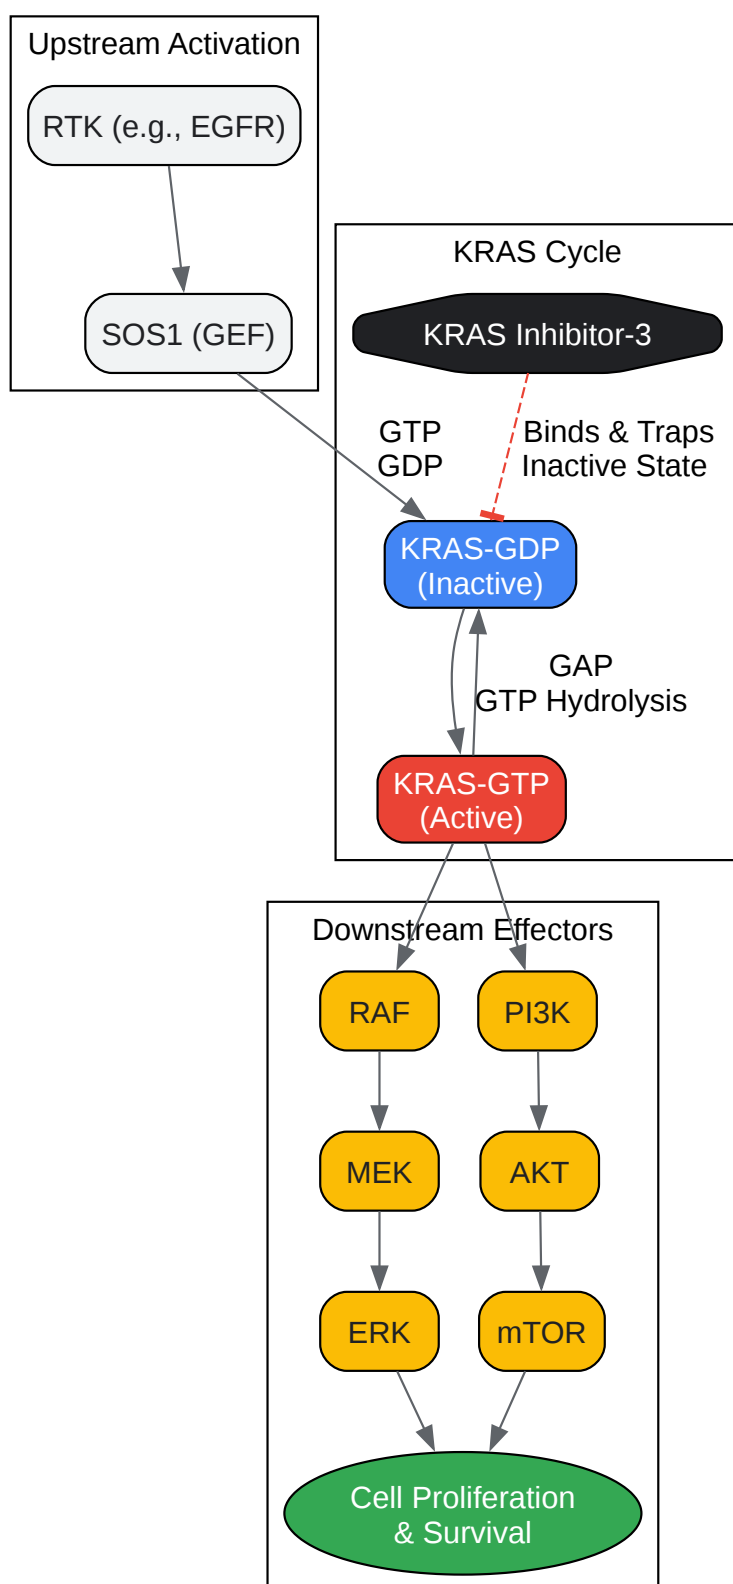 Upstream Activation
RTK (e.g., EGFR)
SOS1 (GEF)
KRAS Cycle
KRAS Inhibitor-3
GTP
GDP
Binds & Traps
Inactive State
KRAS-GDP
(Inactive)
GAP
GTP Hydrolysis
KRAS-GTP
(Active)
Downstream Effectors
RAF
PI3K
MEK
AKT
ERK
mTOR
Cell Proliferation
& Survival